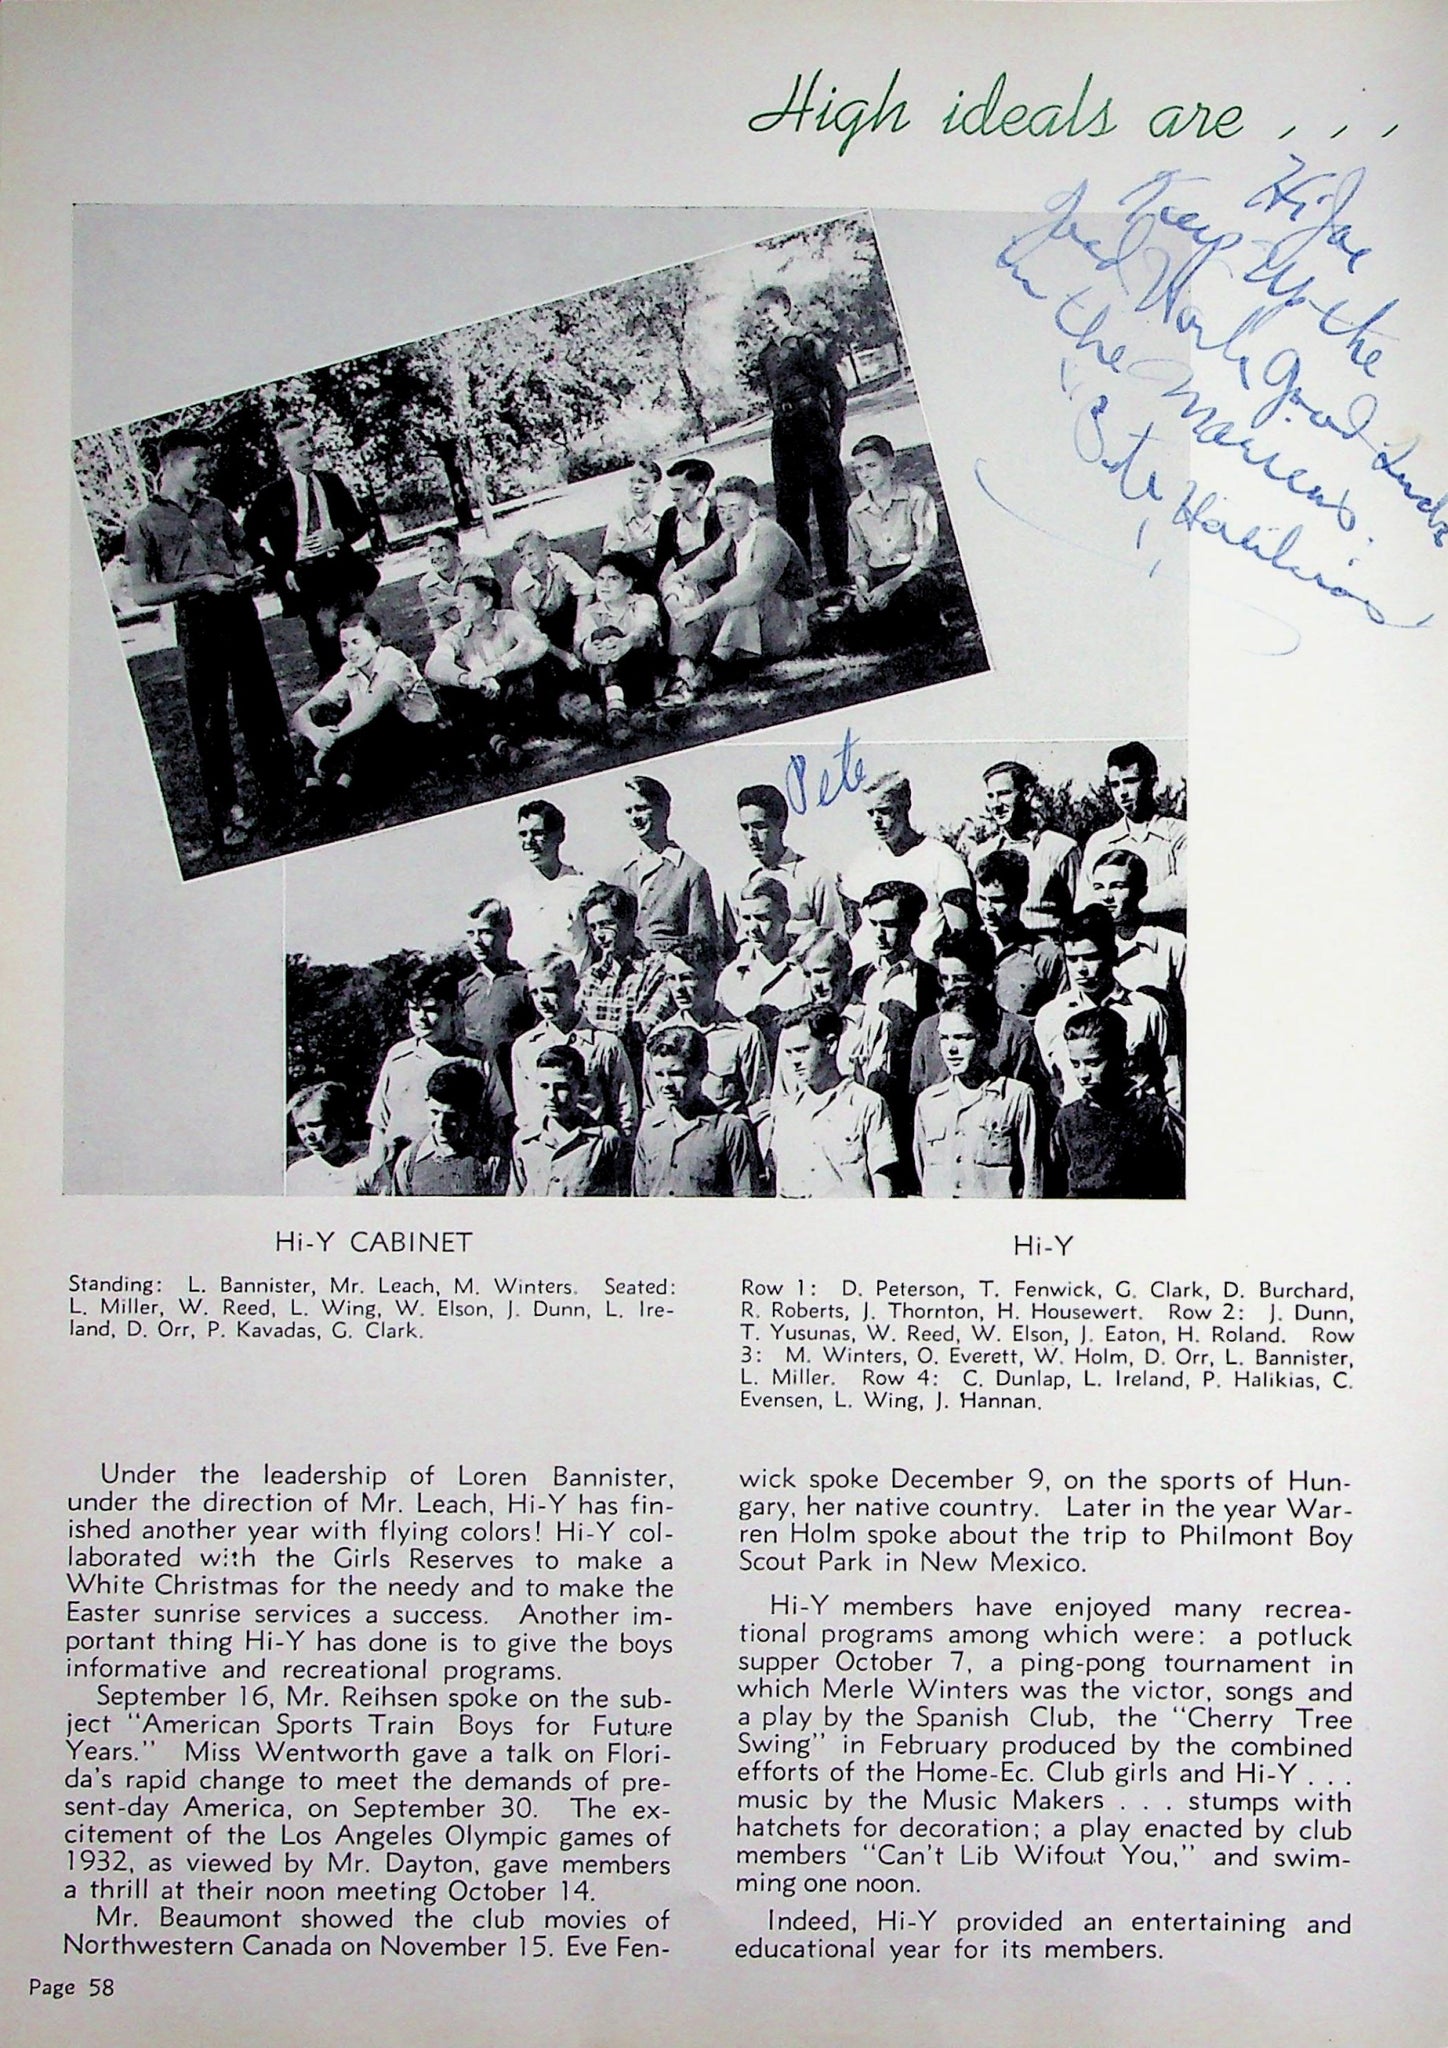 High ideals are . . .
Hi Joe
Keep Up the
Good Work, Good Luck
in the Marines.
"Pete Halikias"
Pete
Hi-Y CABINET
Standing: L. Bannister, Mr. Leach, M. Winters. Seated:
L. Miller, W. Reed, L. Wing, W. Elson, J. Dunn, L. Ire-
land, D. Orr, P. Kavadas, G. Clark.
Hi-Y
Row 1: D. Peterson, T. Fenwick, G. Clark, D. Burchard,
R. Roberts, J. Thornton, H. Housewert. Row 2: J. Dunn,
T. Yusunas, W. Reed, W. Elson, J. Eaton, H. Roland. Row
3: M. Winters, O. Everett, W. Holm, D. Orr, L. Bannister,
L. Miller. Row 4: C. Dunlap, L. Ireland, P. Halikias, C.
Evensen, L. Wing, J. Hannan.
Under the leadership of Loren Bannister,
under the direction of Mr. Leach, Hi-Y has fin-
ished another year with flying colors! Hi-Y col-
laborated with the Girls Reserves to make a
White Christmas for the needy and to make the
Easter sunrise services a success. Another im-
portant thing Hi-Y has done is to give the boys
informative and recreational programs.
September 16, Mr. Reihsen spoke on the sub-
ject "American Sports Train Boys for Future
Years." Miss Wentworth gave a talk on Flori-
da's rapid change to meet the demands of pre-
sent-day America, on September 30. The ex-
citement of the Los Angeles Olympic games of
1932, as viewed by Mr. Dayton, gave members
a thrill at their noon meeting October 14.
Mr. Beaumont showed the club movies of
Northwestern Canada on November 15. Eve Fen-
wick spoke December 9, on the sports of Hun-
gary, her native country. Later in the year War-
ren Holm spoke about the trip to Philmont Boy
Scout Park in New Mexico.
Hi-Y members have enjoyed many recrea-
tional programs among which were: a potluck
supper October 7, a ping-pong tournament in
which Merle Winters was the victor, songs and
a play by the Spanish Club, the "Cherry Tree
Swing" in February produced by the combined
efforts of the Home-Ec. Club girls and Hi-Y . . .
music by the Music Makers . . . stumps with
hatchets for decoration; a play enacted by club
members "Can't Lib Wifout You," and swim-
ming one noon.
Indeed, Hi-Y provided an entertaining and
educational year for its members.
Page 58